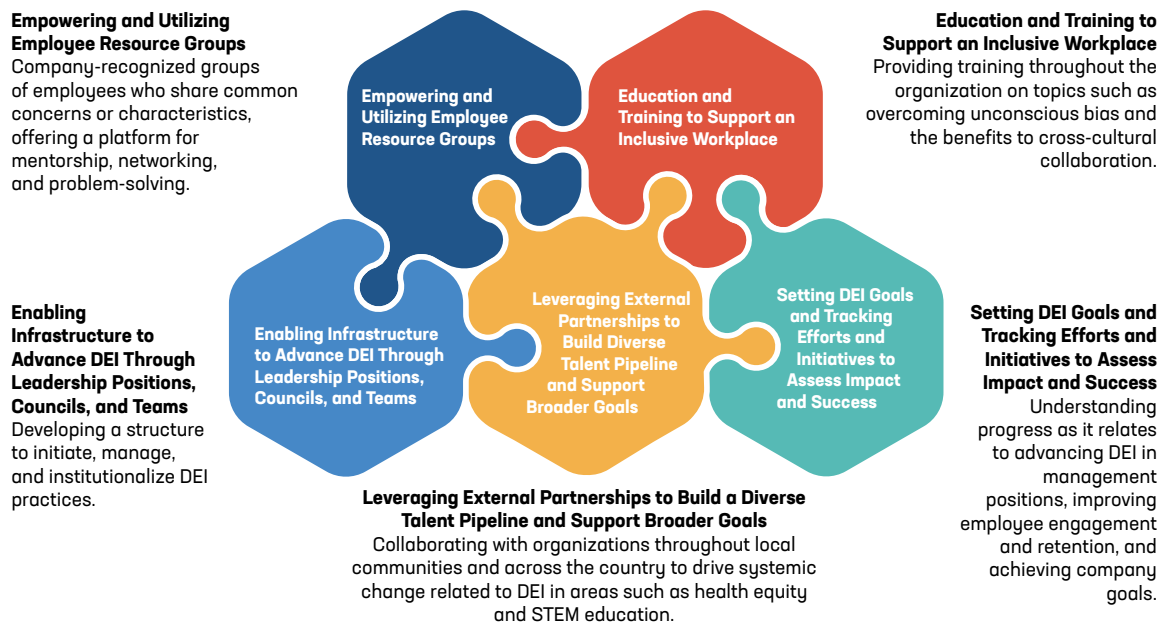 Empowering and Utilizing
Employee Resource Groups
Company-recognized groups
of employees who share common
concerns or characteristics,
offering a platform for
mentorship, networking,
and problem-solving.
Empowering and
Utilizing Employee
Resource Groups
Education and
Training to Support an
Inclusive Workplace
Education and Training to
Support an Inclusive Workplace
Providing training throughout the
organization on topics such as
overcoming unconscious bias and
the benefits to cross-cultural
collaboration.
Enabling
Infrastructure to
Advance DEI Through
Leadership Positions,
Councils, and Teams
Developing a structure
to initiate, manage,
and institutionalize DEI
practices.
Enabling Infrastructure
to Advance DEI Through
Leadership Positions,
Councils, and Teams
Leveraging External
Partnerships to
Build Diverse
Talent Pipeline
and Support
Broader Goals
Setting DEI Goals
and Tracking
Efforts and
Initiatives to
Assess Impact
and Success
Setting DEI Goals and
Tracking Efforts and
Initiatives to Assess
Impact and Success
Understanding
progress as it relates
to advancing DEI in
management
positions, improving
employee engagement
and retention, and
achieving company
goals.
Leveraging External Partnerships to Build a Diverse
Talent Pipeline and Support Broader Goals
Collaborating with organizations throughout local
communities and across the country to drive systemic
change related to DEI in areas such as health equity
and STEM education.